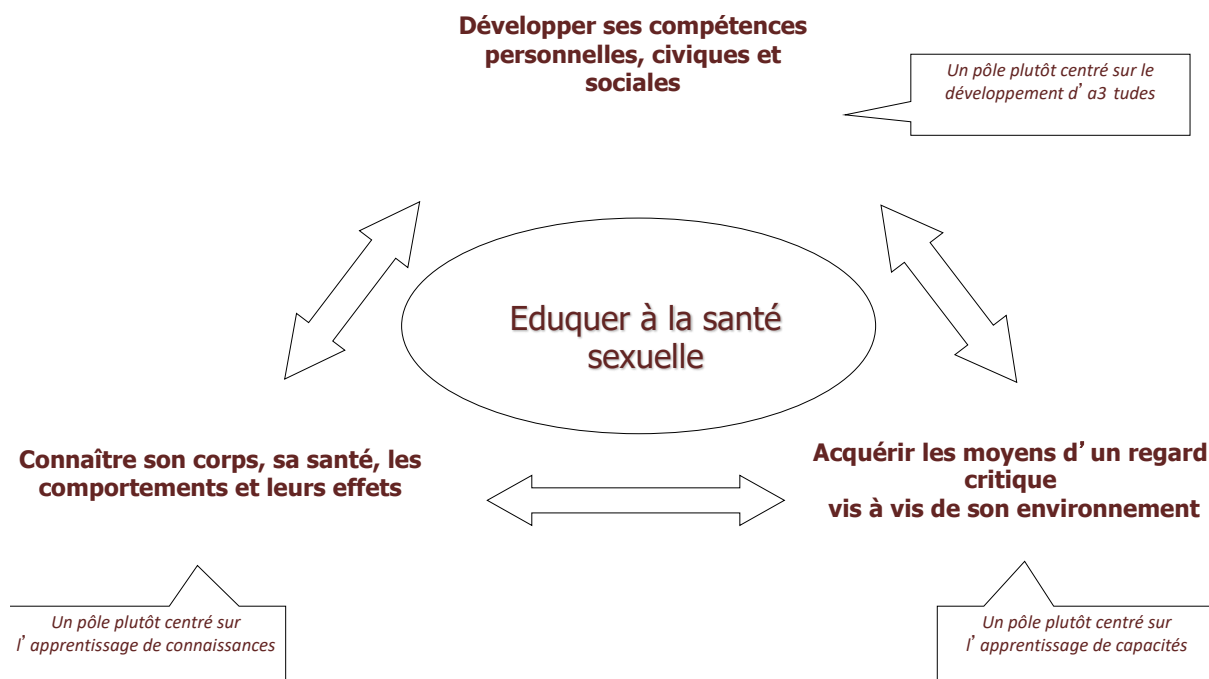 Développer ses compétences
personnelles, civiques et
sociales
Un pôle plutôt centré sur le
développement d’ a3 tudes
Eduquer à la santé
sexuelle
Connaître son corps, sa santé, les
comportements et leurs effets
Acquérir les moyens d’ un regard
critique
vis à vis de son environnement
Un pôle plutôt centré sur
l’ apprentissage de connaissances
Un pôle plutôt centré sur
l’ apprentissage de capacités